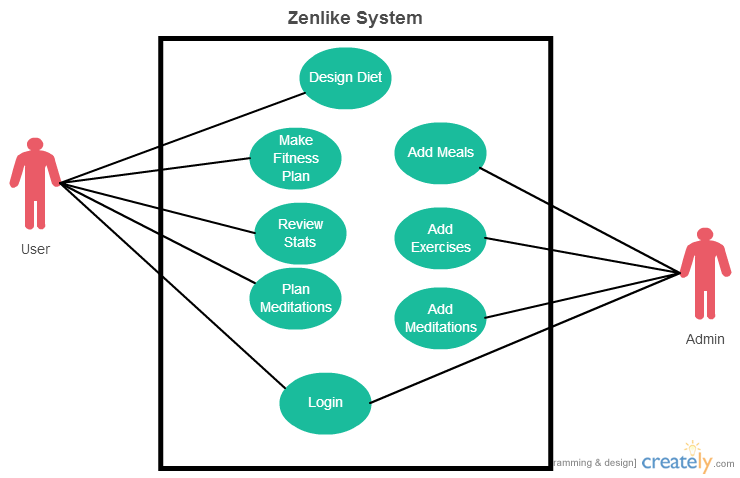 Zenlike System
Design Diet
Make
Fitness
Plan
Add Meals
Review
Stats
Add
Exercises
User
Plan
Meditations
Add
Meditations
Admin
Login
& design]
creately.com